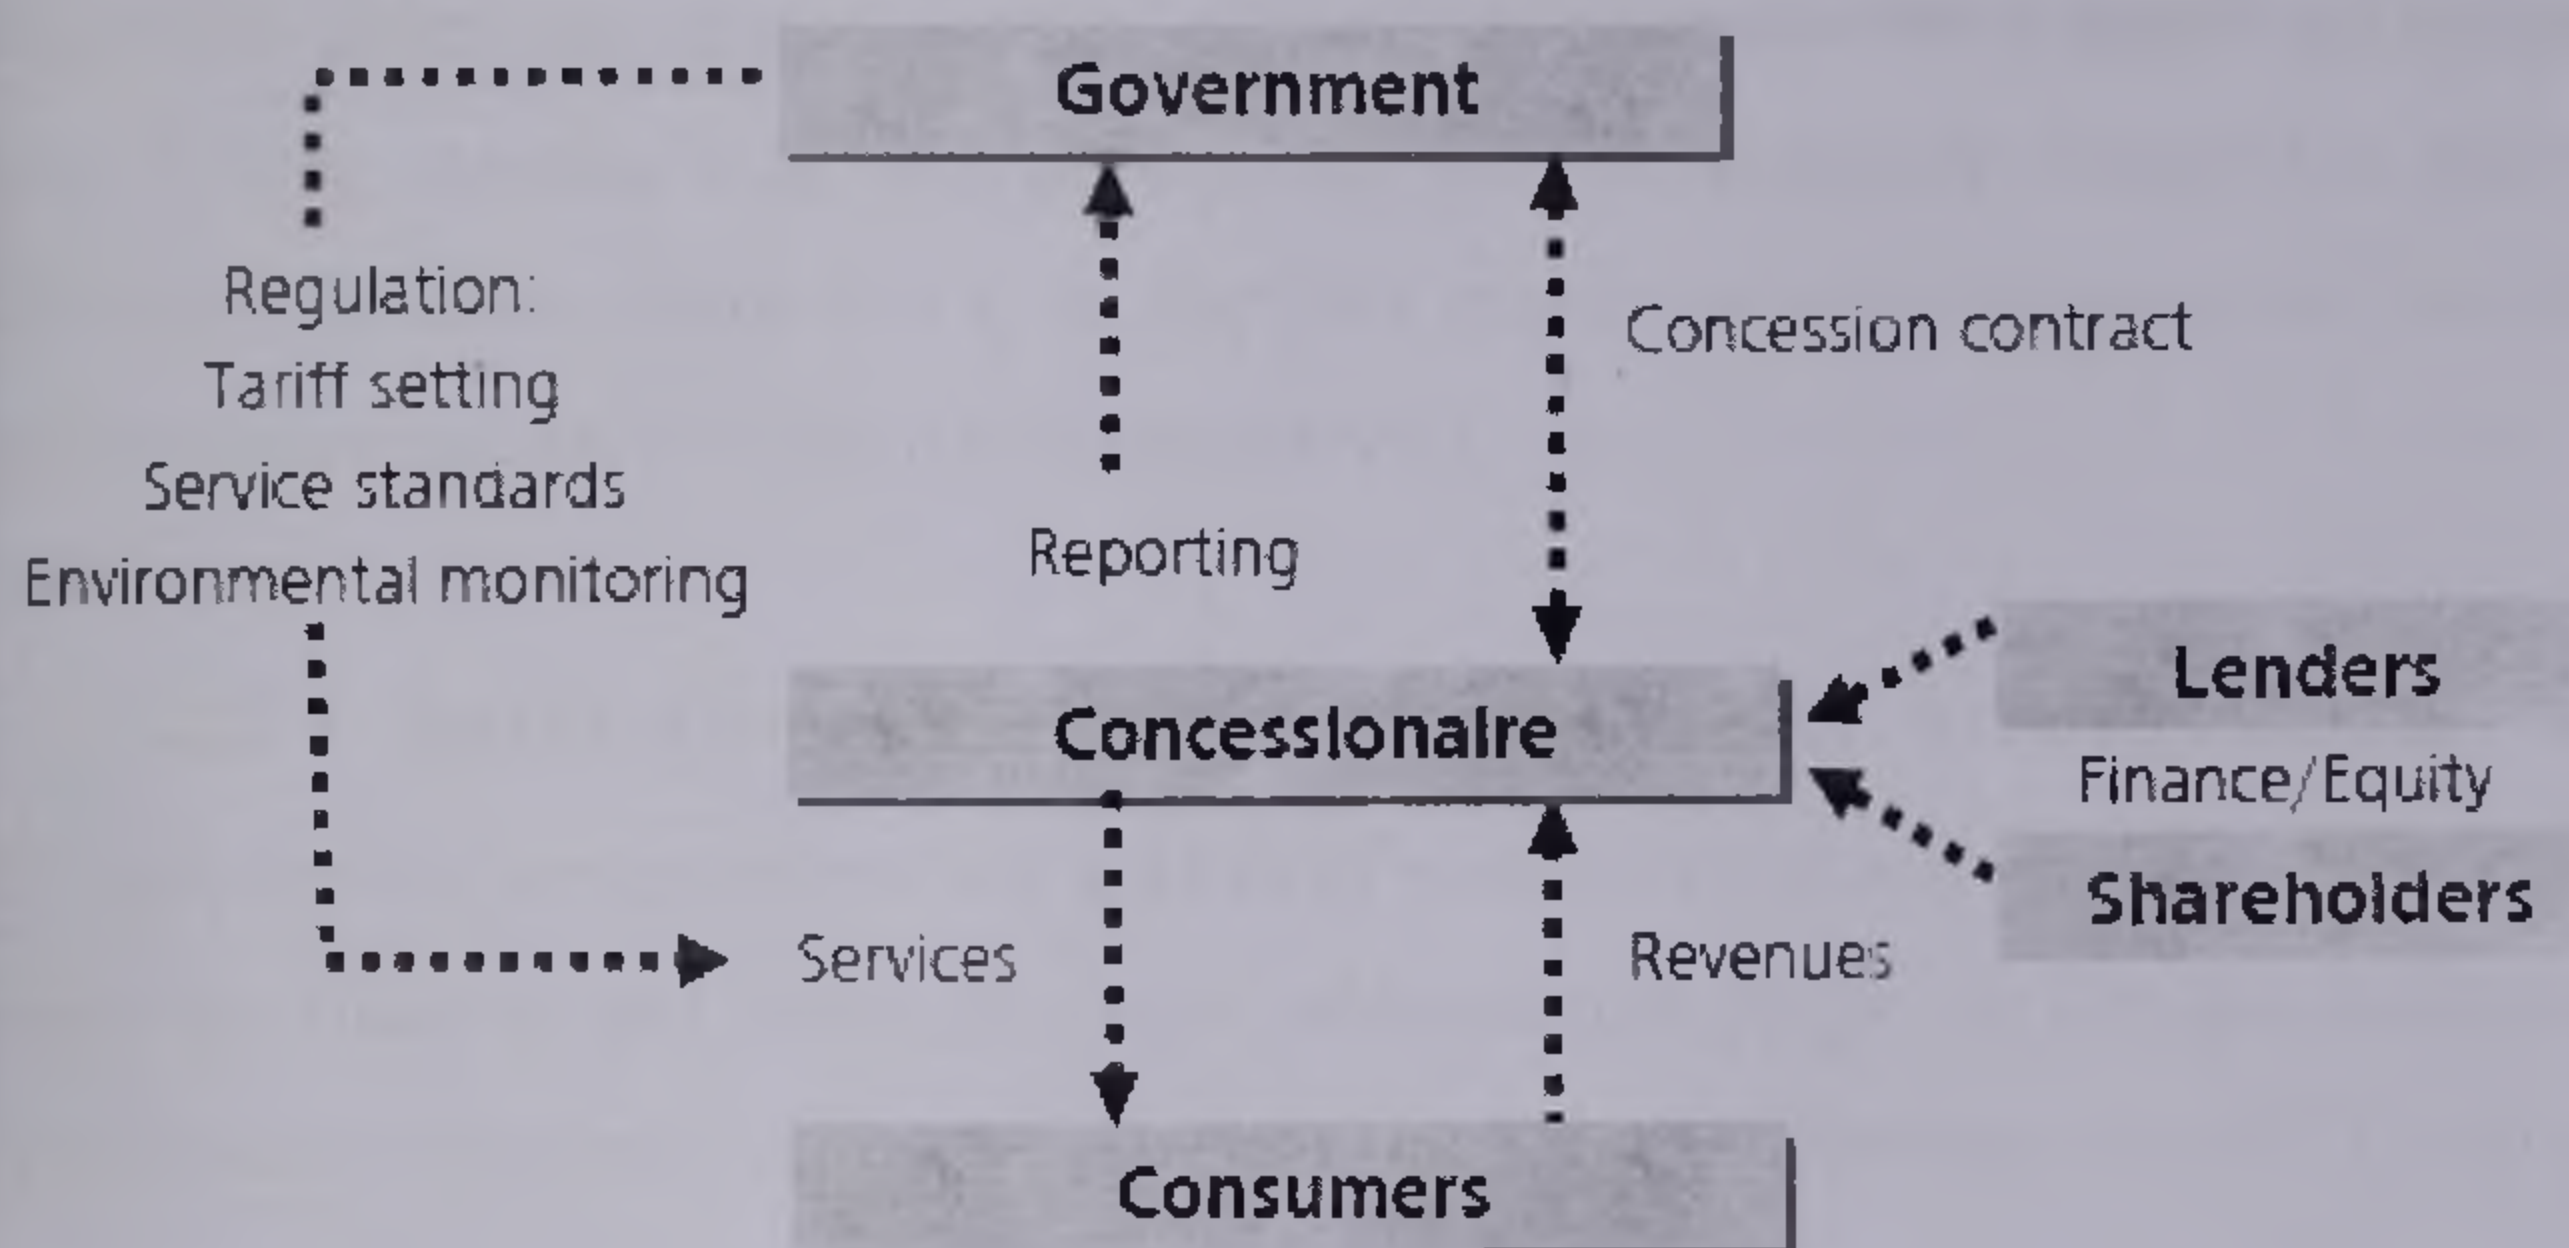 Government
Regulation:
Tariff setting
Service standards
Environmental monitoring
Reporting
Concession contract
Concessionaire
Lenders
Finance/Equity
Shareholders
Services
Revenues
Consumers